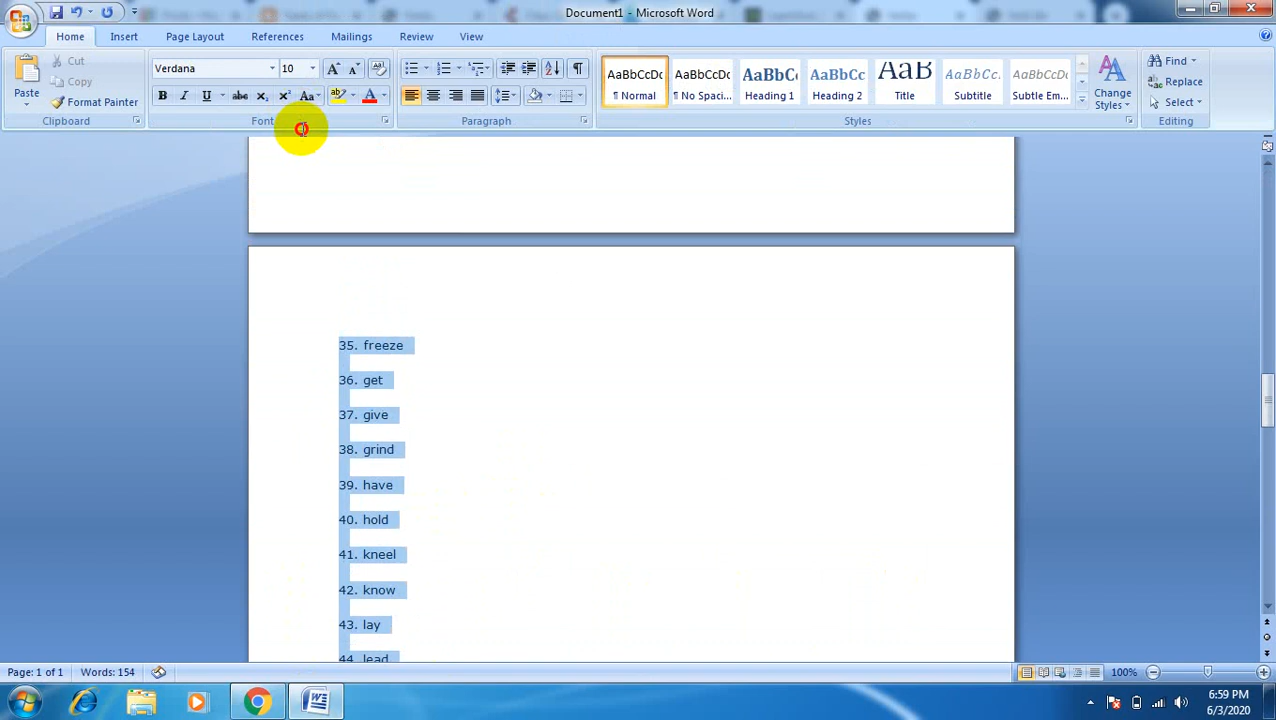 Document1 - Microsoft Word
Home Insert Page Layout References Mailings Review View
Paste
Cut
Copy
Format Painter
Clipboard
Verdana 10
Font
Paragraph
AaBbCcDc AaBbCcDc AaBbCc AaBbCc AaB AaBbCc. AaBbCcDc
¶ Normal ¶ No Spaci... Heading 1 Heading 2 Title Subtitle Subtle Em...
Change Styles
Styles
Find
Replace
Select
Editing
35. freeze
36. get
37. give
38. grind
39. have
40. hold
41. kneel
42. know
43. lay
44. lead
Page: 1 of 1 Words: 154 100%
6:59 PM
6/3/2020